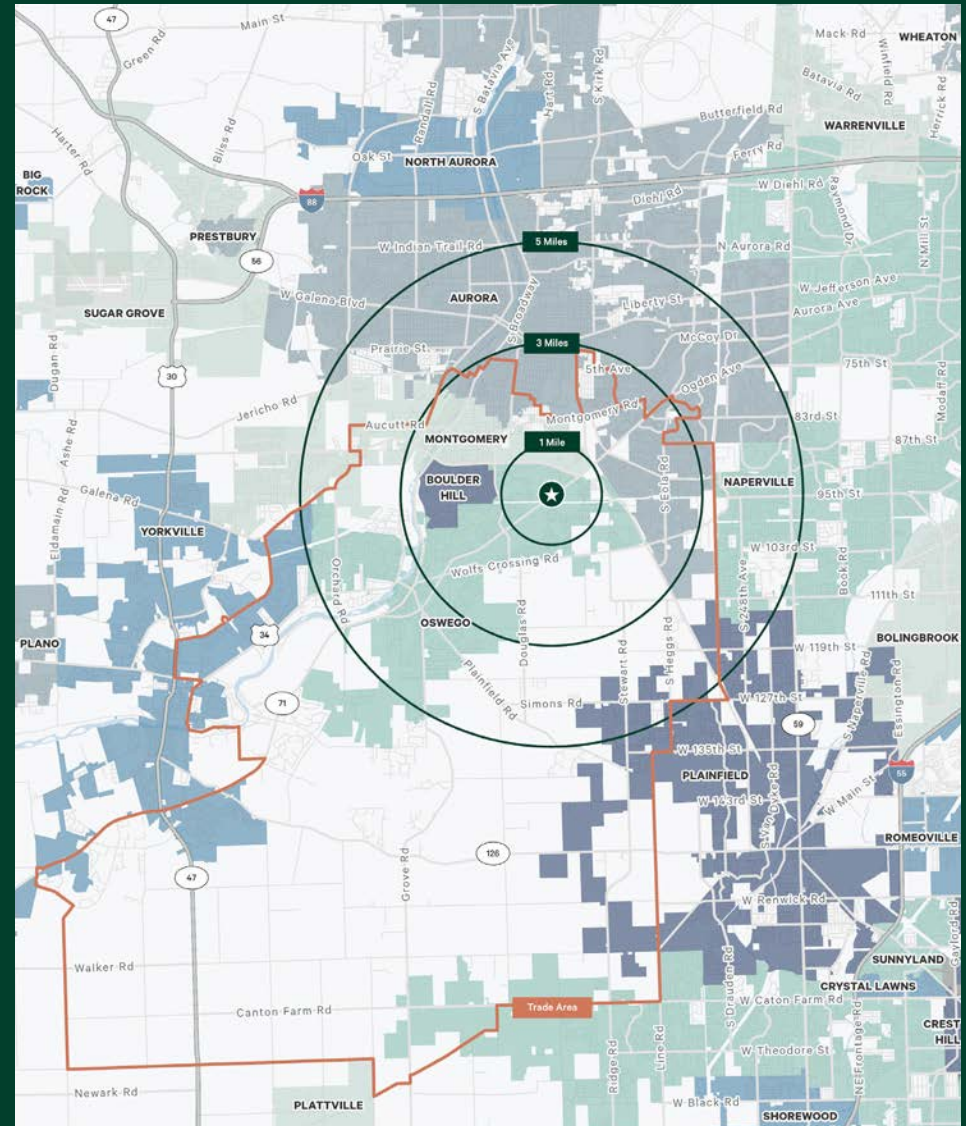 47
Main St
Green Rd
S Batavia Ave
Hart Rd
S Kirk Rd
Mack Rd
Winfield Rd
WHEATON
Randall Rd
Batavia Rd
Herrick Rd
Harter Rd
Bliss Rd
Butterfield Rd
WARRENVILLE
Oak St
NORTH AURORA
Ferry Rd
BIG
ROCK
88
Diehl Rd
W Diehl Rd
Raymond Dr
N Mill St
PRESTBURY
W Indian Trail Rd
5 Miles
N Aurora Rd
56
W Jefferson Ave
W Galena Blvd
AURORA
S Broadway
Liberty St
Aurora Ave
SUGAR GROVE
McCoy Dr
Dugan Rd
Prairie St
3 Miles
75th St
30
5th Ave
Ogden Ave
Modaff Rd
Jericho Rd
Montgomery Rd
83rd St
Aucutt Rd
Ashe Rd
MONTGOMERY
1 Mile
87th St
BOULDER
HILL
S Eola Rd
NAPERVILLE
Galena Rd
95th St
Eldamain Rd
YORKVILLE
W 103rd St
Book Rd
Orchard Rd
Wolfs Crossing Rd
S 248th Ave
111th St
34
OSWEGO
Douglas Rd
BOLINGBROOK
PLANO
Stewart Rd
S Heggs Rd
W 119th St
S Naperville Rd
Essington Rd
Plainfield Rd
W 127th St
71
Simons Rd
59
W 135th St
PLAINFIELD
55
W 143rd St
S Van Dyke Rd
W Main St
ROMEOVILLE
126
47
Grove Rd
W Renwick Rd
Gaylord Rd
Walker Rd
SUNNYLAND
S Drauden Rd
CRYSTAL LAWNS
Canton Farm Rd
Trade Area
W Caton Farm Rd
CREST
HILL
Ridge Rd
Line Rd
W Theodore St
NE Frontage Rd
Newark Rd
PLATTVILLE
W Black Rd
SHOREWOOD